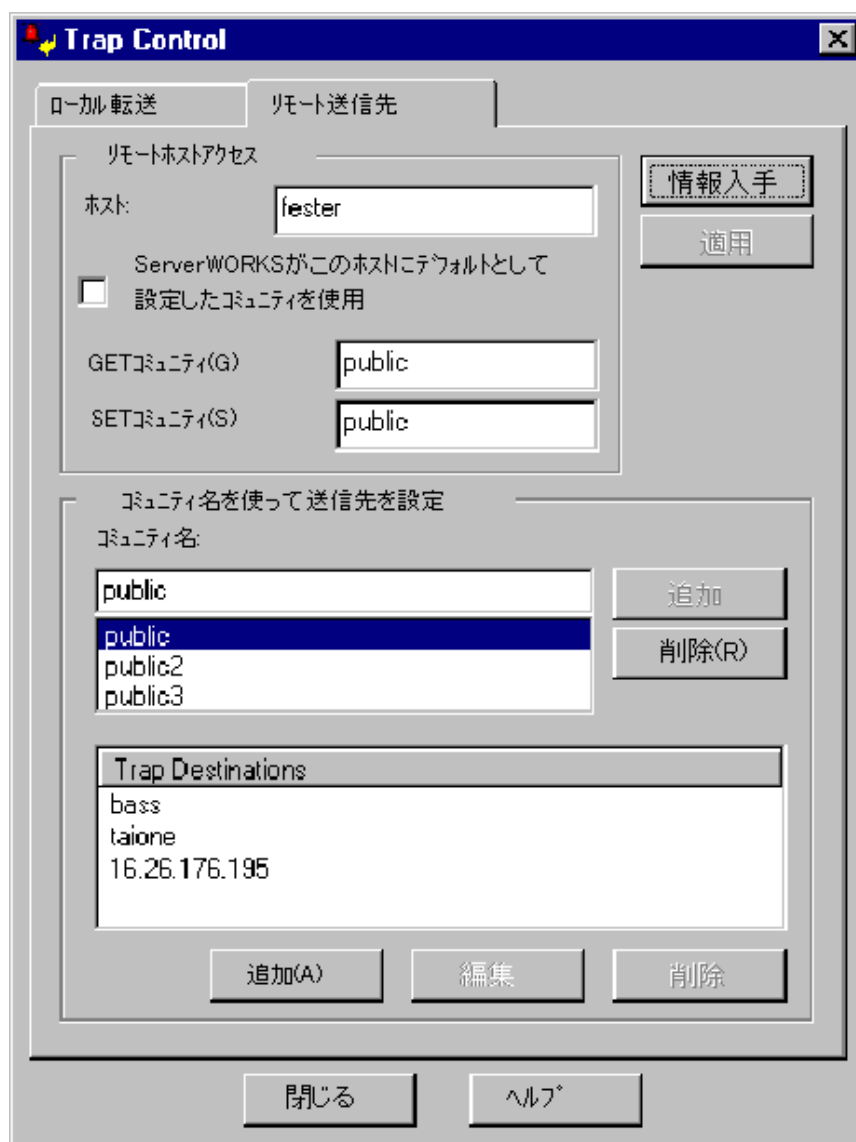 Trap Control
ローカル転送
リモート送信先
リモートホストアクセス
情報入手
ホスト:
fester
適用
ServerWORKSがこのホストにデフォルトとして
設定したコミュニティを使用
GETコミュニティ(G)
public
SETコミュニティ(S)
public
コミュニティ名を使って送信先を設定
コミュニティ名:
public
追加
public
削除(R)
public2
public3
Trap Destinations
bass
taione
16.26.176.195
追加(A)
編集
削除
閉じる
ヘルプ